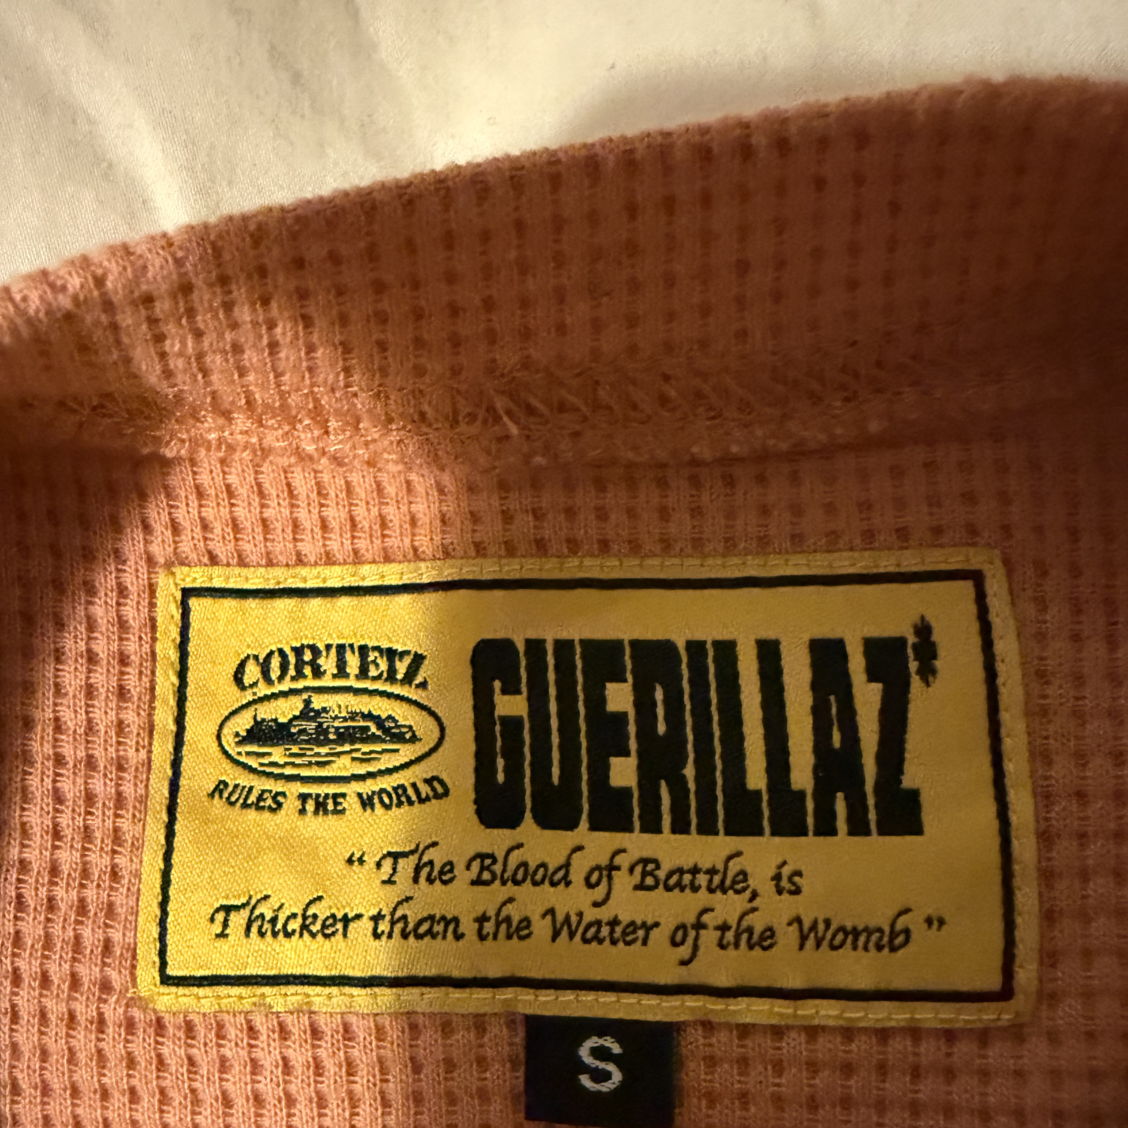 CORTEIZ
RULES THE WORLD
GUERILLAZ*
“The Blood of Battle, is
Thicker than the Water of the Womb”
S